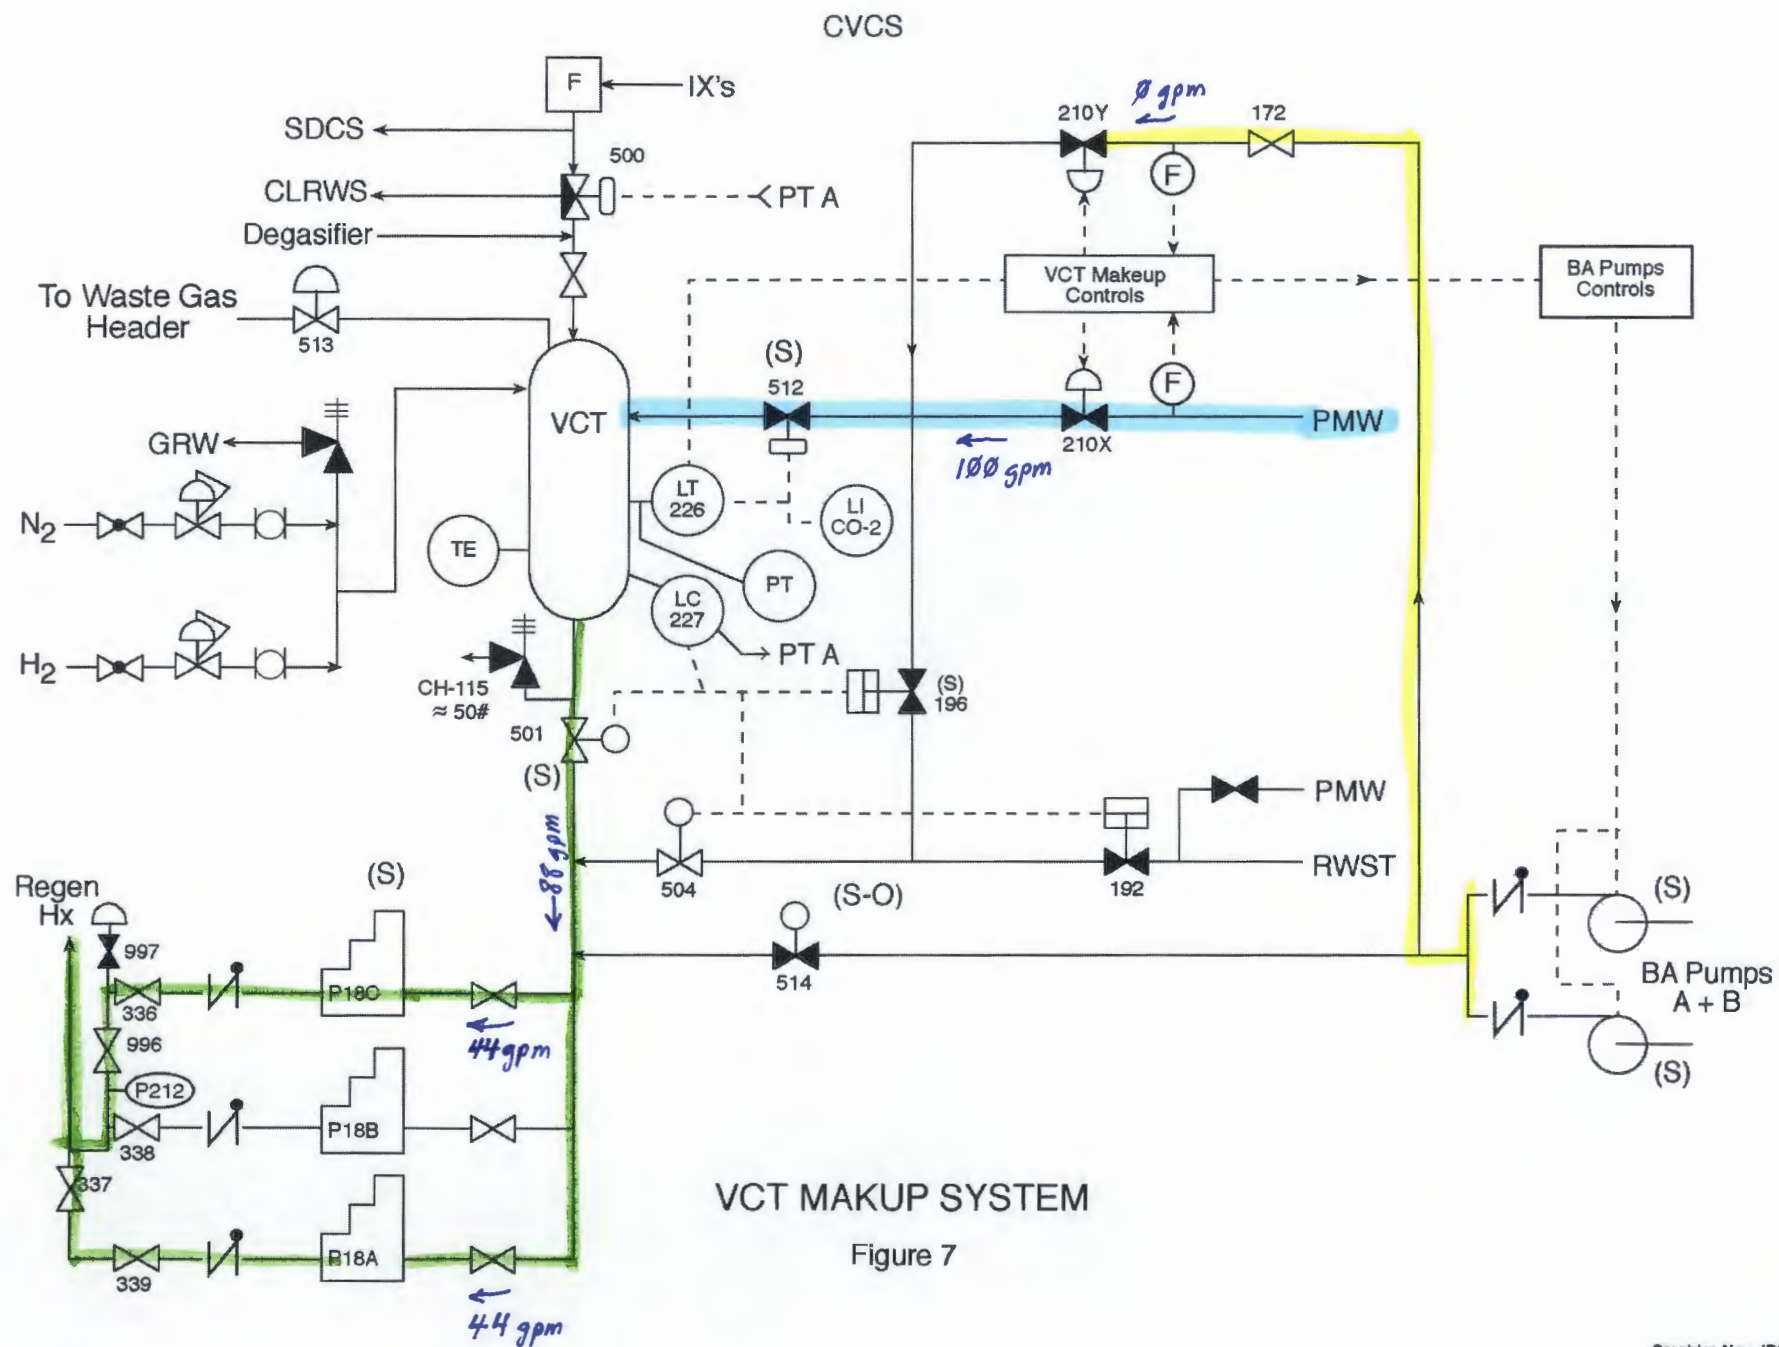 CVCS
F
IX's
SDCS
500
CLRWS
PT A
Degasifier
To Waste Gas
Header
513
Ø gpm
210Y
172
F
VCT Makeup
Controls
BA Pumps
Controls
(S)
512
F
VCT
PMW
210X
100 gpm
GRW
LT
226
LI
CO-2
N2
TE
PT
LC
227
H2
PT A
CH-115
≈ 50#
501
(S)
(S)
196
PMW
88 gpm
504
192
RWST
(S-O)
514
(S)
BA Pumps
A + B
(S)
Regen
Hx
(S)
997
336
P18C
44 gpm
996
P212
338
P18B
337
339
P18A
44 gpm
VCT MAKUP SYSTEM
Figure 7